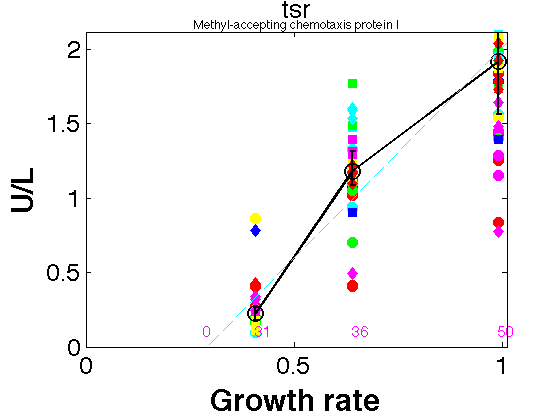 tsr
Methyl-accepting chemotaxis protein I
2
1.5
1
0.5
0
U/L
0 31 36 50
0 0.5 1
Growth rate